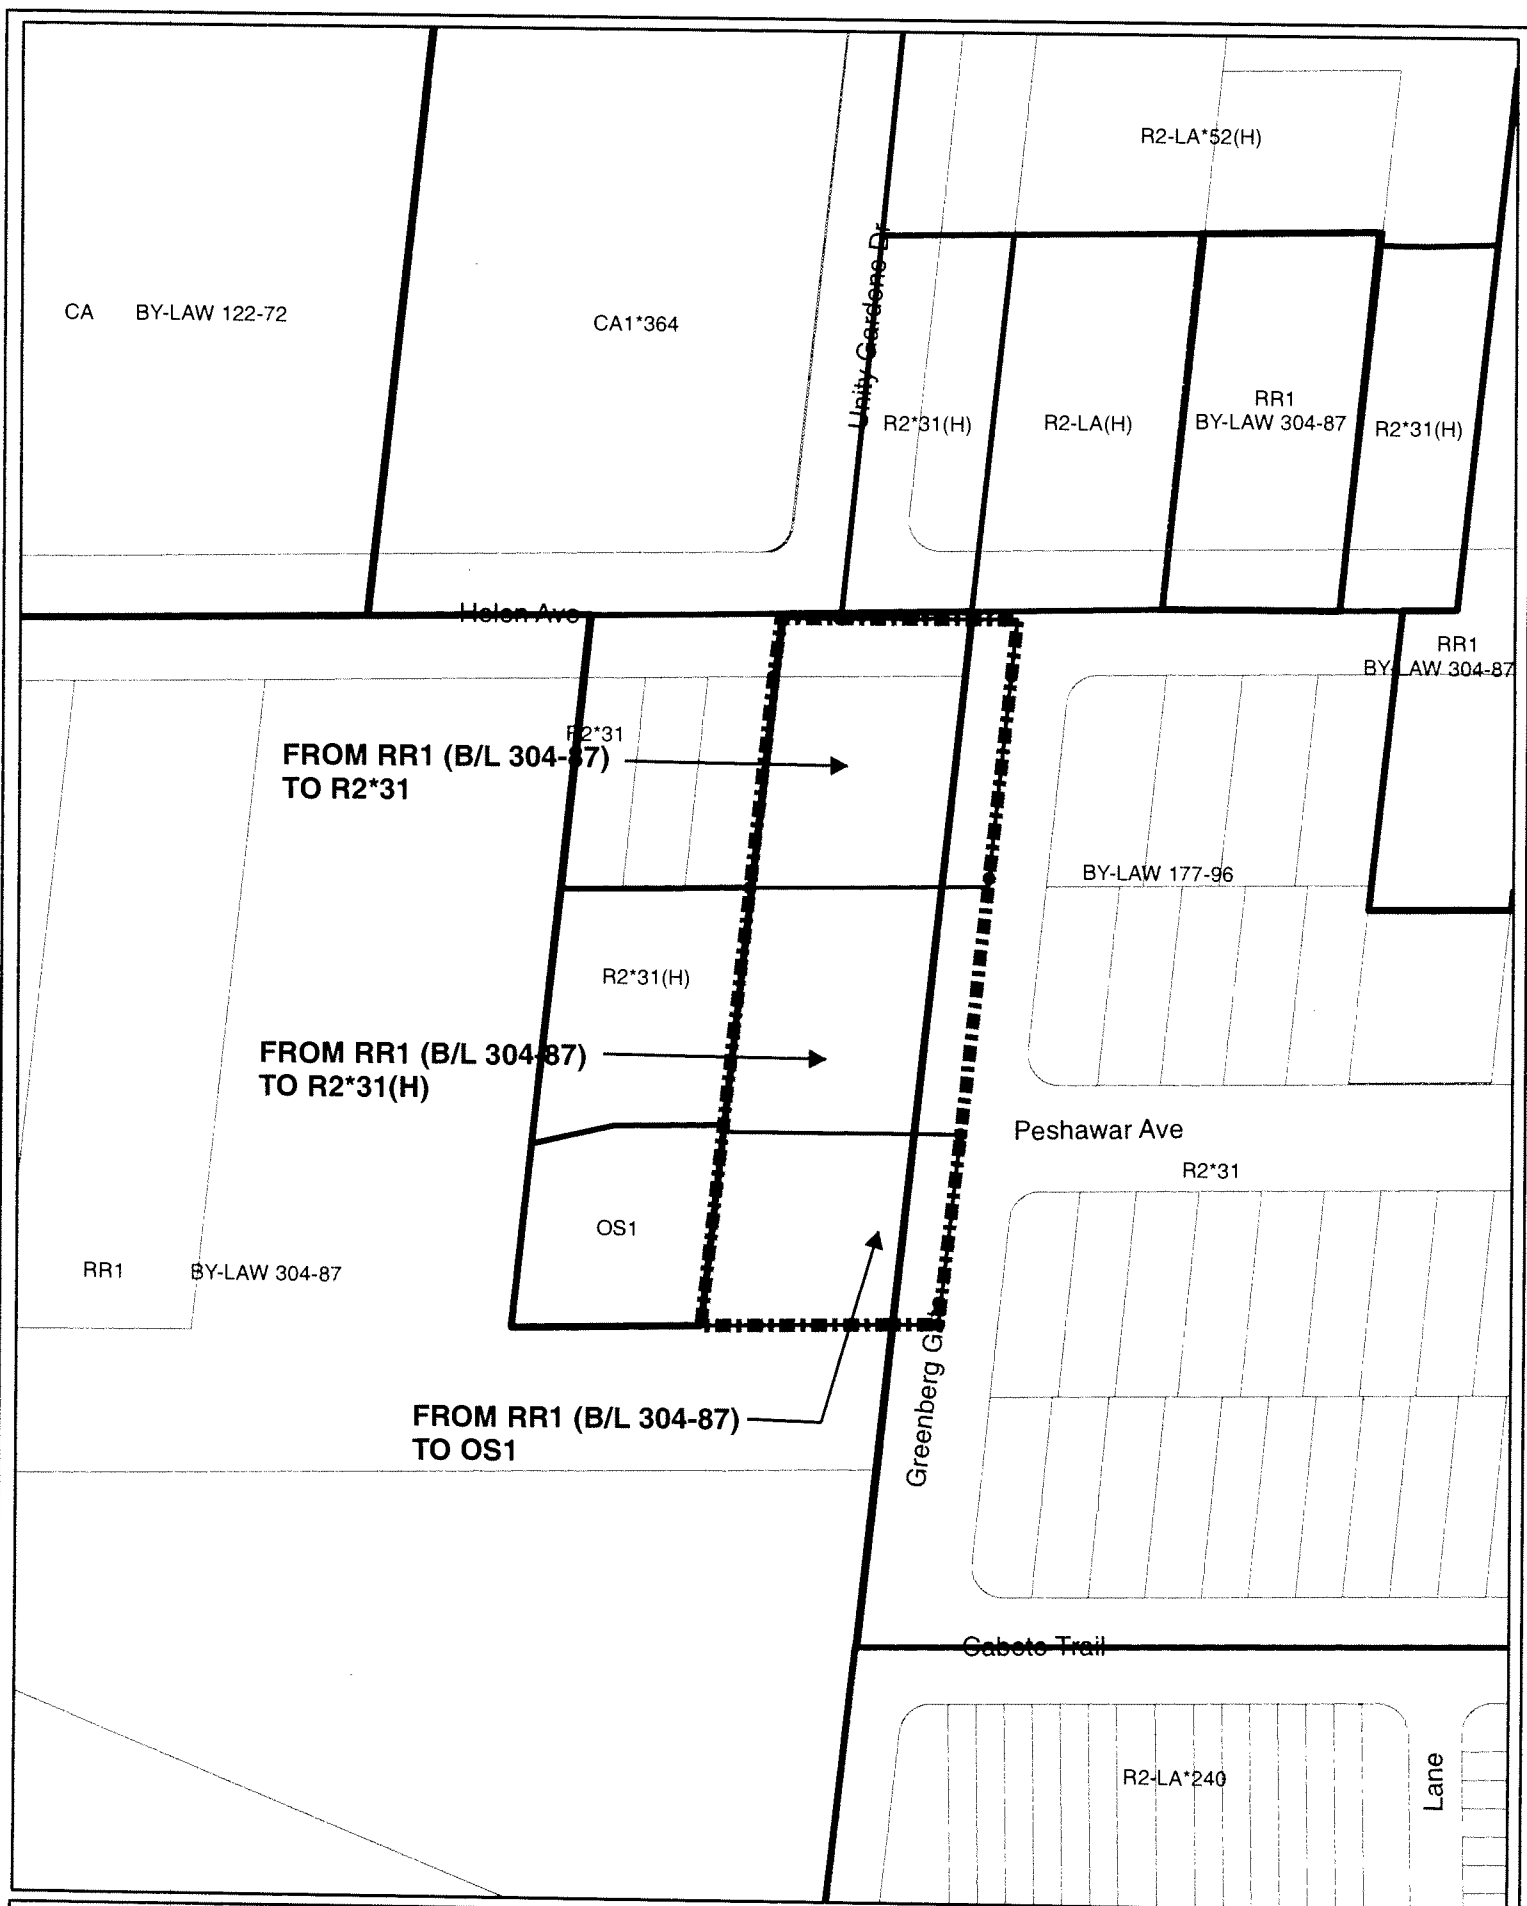 R2-LA*52(H)
Unity Gardens Dr
CA BY-LAW 122-72
CA1*364
RR1
BY-LAW 304-87
R2*31(H)
R2-LA(H)
R2*31(H)
Helen Ave
RR1
BY-LAW 304-87
R2*31
FROM RR1 (B/L 304-87)
TO R2*31
BY-LAW 177-96
R2*31(H)
FROM RR1 (B/L 304-87)
TO R2*31(H)
Peshawar Ave
R2*31
OS1
RR1 BY-LAW 304-87
Greenberg Gate
FROM RR1 (B/L 304-87)
TO OS1
Caboto Trail
R2-LA*240
Lane